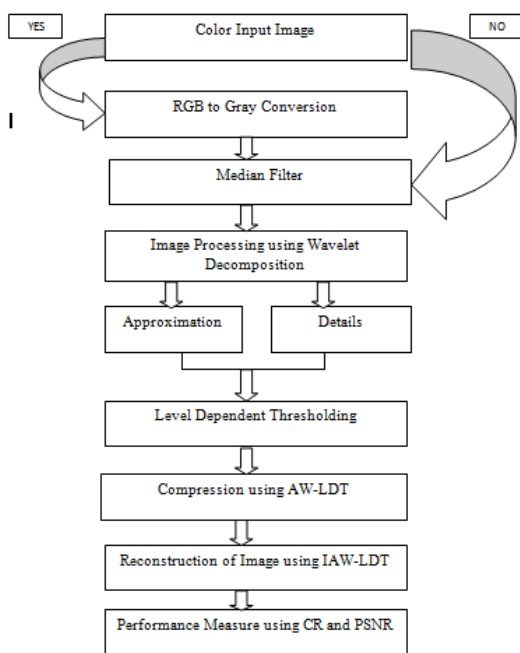 YES
Color Input Image
NO
RGB to Gray Conversion
I
Median Filter
Image Processing using Wavelet
Decomposition
Approximation
Details
Level Dependent Thresholding
Compression using AW-LDT
Reconstruction of Image using IAW-LDT
Performance Measure using CR and PSNR